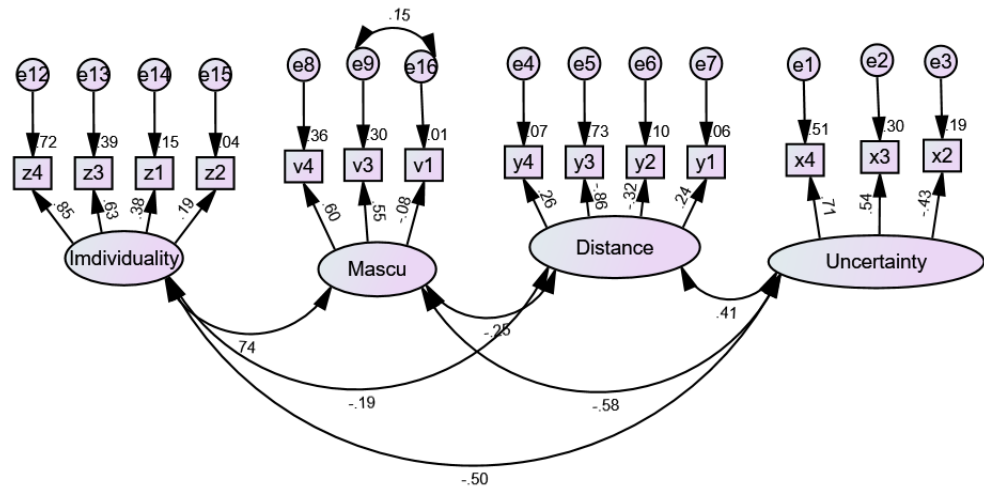 .15
e12 e13 e14 e15 e8 e9 e16 e4 e5 e6 e7 e1 e2 e3
.72 .39 .15 .04 .36 .30 .01 .07 .73 .10 .06 .51 .30 .19
z4 z3 z1 z2 v4 v3 v1 y4 y3 y2 y1 x4 x3 x2
.85 .63 .38 .19 .60 .55 -.08 .26 -.86 -.32 .24 .71 .54 -.43
Imdividuality Mascu Distance Uncertainty
.74 -.25 .41
-.19 -.58
-.50